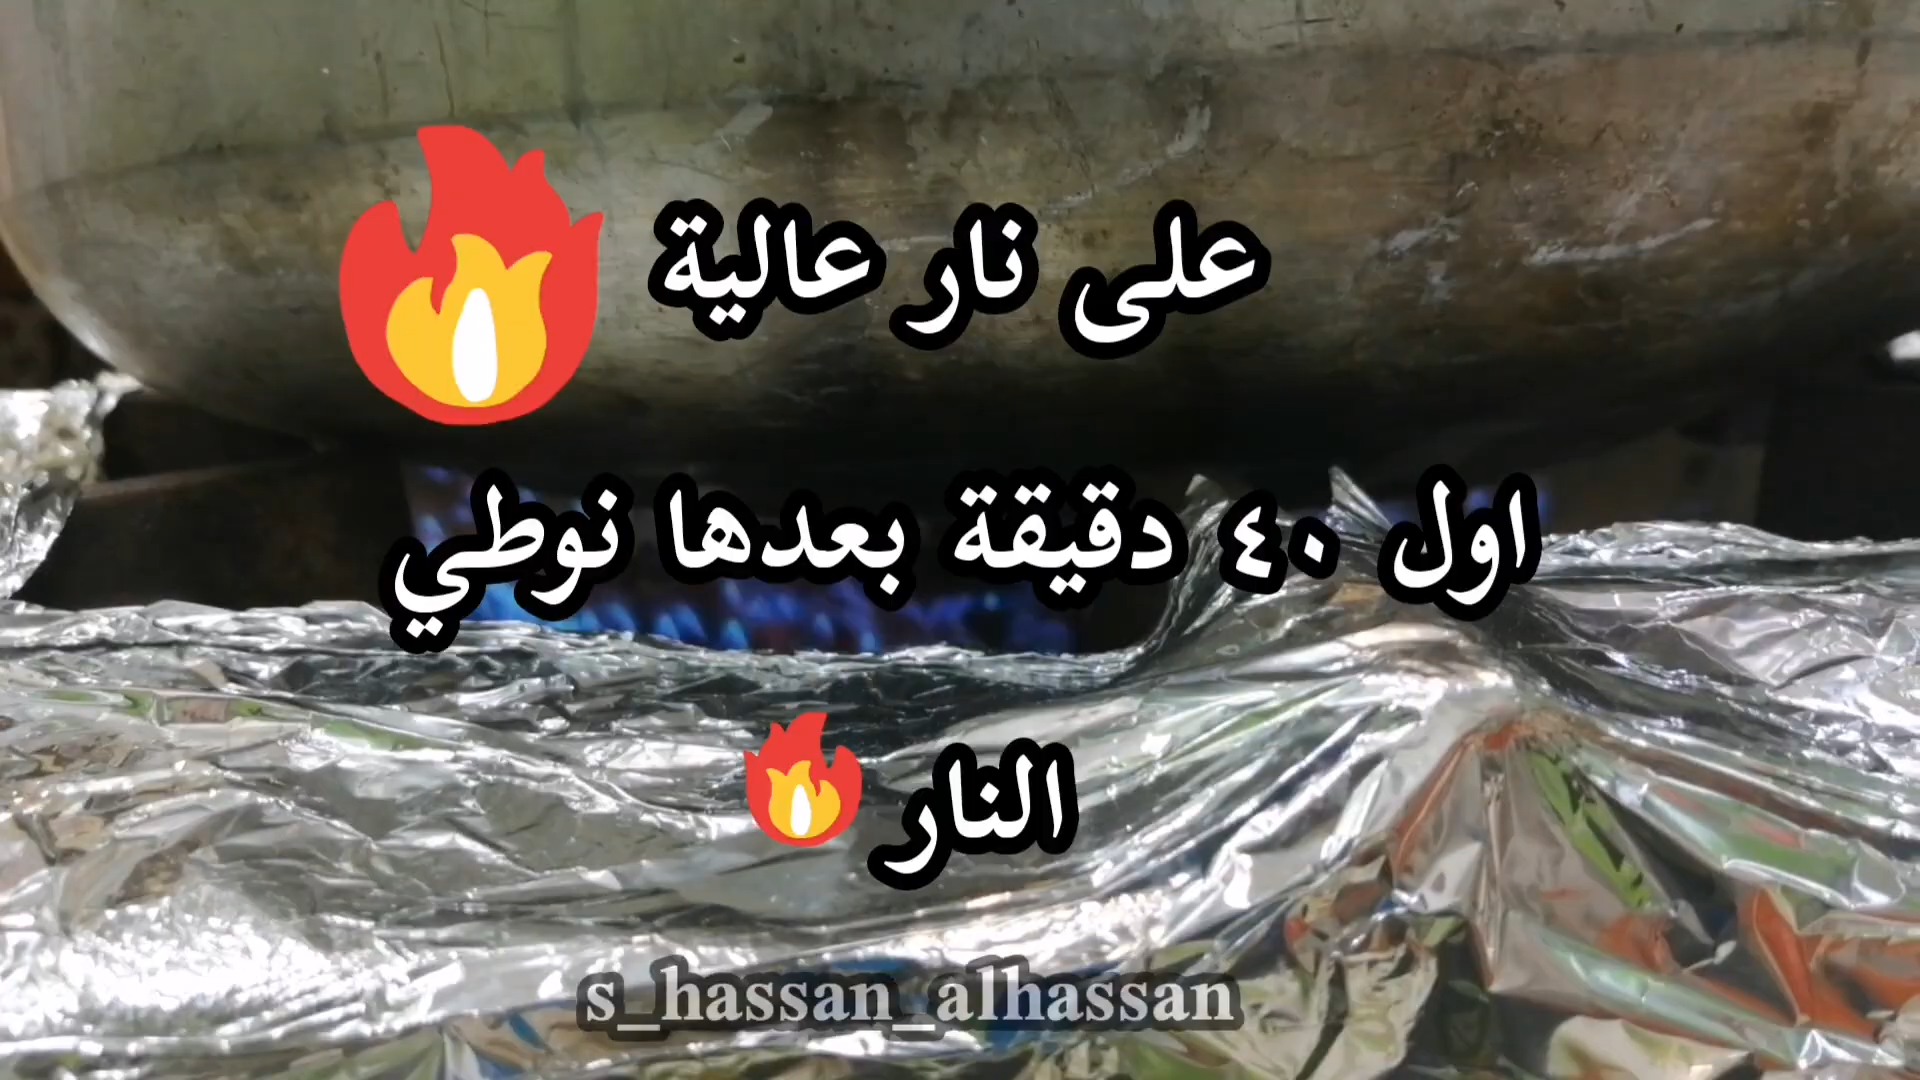 على نار عالية
اول ٤٠ دقيقة بعدها نوطي
النار
s_hassan_alhassan